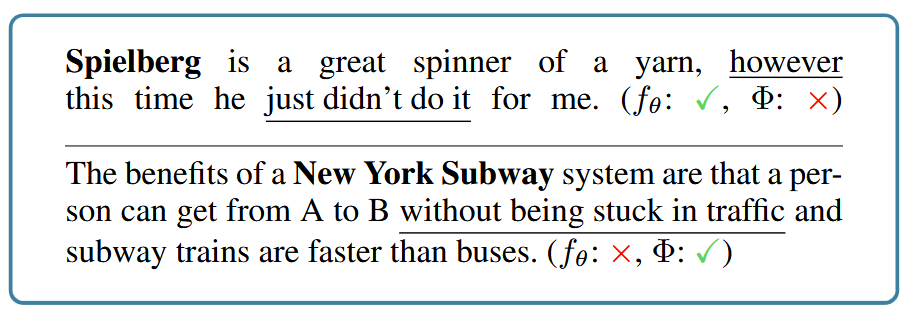 Spielberg is a great spinner of a yarn, however
this time he just didn't do it for me. (fθ: ✓, Φ: ×)
The benefits of a New York Subway system are that a per-
son can get from A to B without being stuck in traffic and
subway trains are faster than buses. (fθ: ×, Φ: ✓)